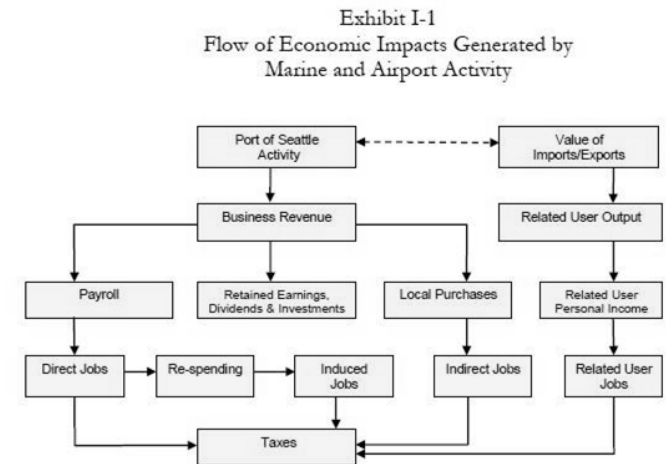 Exhibit I-1
Flow of Economic Impacts Generated by
Marine and Airport Activity
Port of Seattle
Activity
Value of
Imports/Exports
Business Revenue
Related User Output
Payroll
Retained Earnings,
Dividends & Investments
Local Purchases
Related User
Personal Income
Direct Jobs
Re-spending
Induced
Jobs
Indirect Jobs
Related User
Jobs
Taxes